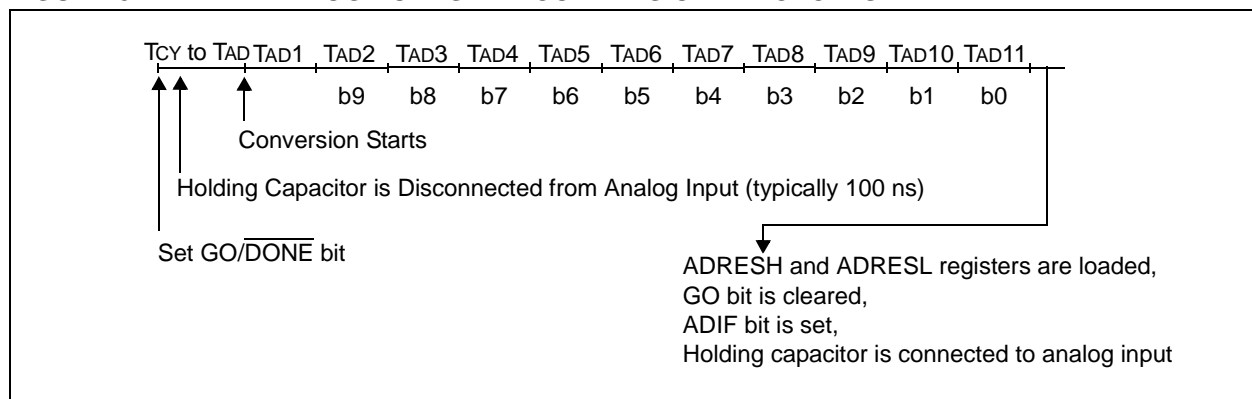 TCY to TAD TAD1 TAD2 TAD3 TAD4 TAD5 TAD6 TAD7 TAD8 TAD9 TAD10 TAD11
b9 b8 b7 b6 b5 b4 b3 b2 b1 b0
Conversion Starts
Holding Capacitor is Disconnected from Analog Input (typically 100 ns)
Set GO/DONE bit
ADRESH and ADRESL registers are loaded,
GO bit is cleared,
ADIF bit is set,
Holding capacitor is connected to analog input